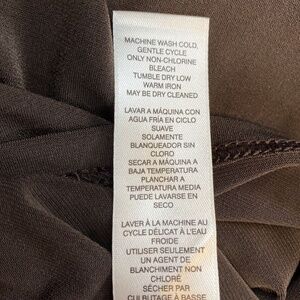 MACHINE WASH COLD,
GENTLE CYCLE
ONLY NON-CHLORINE
BLEACH
TUMBLE DRY LOW
WARM IRON
MAY BE DRY CLEANED
LAVAR A MÁQUINA CON
AGUA FRÍA EN CICLO
SUAVE
SOLAMENTE
BLANQUEADOR SIN
CLORO
SECAR A MÁQUINA A
BAJA TEMPERATURA
PLANCHAR A
TEMPERATURA MEDIA
PUEDE LAVARSE EN
SECO
LAVER À LA MACHINE AU
CYCLE DÉLICAT À L'EAU
FROIDE
UTILISER SEULEMENT
UN AGENT DE
BLANCHIMENT NON
CHLORÉ
SÉCHER PAR
CULBUTAGE À BASSE